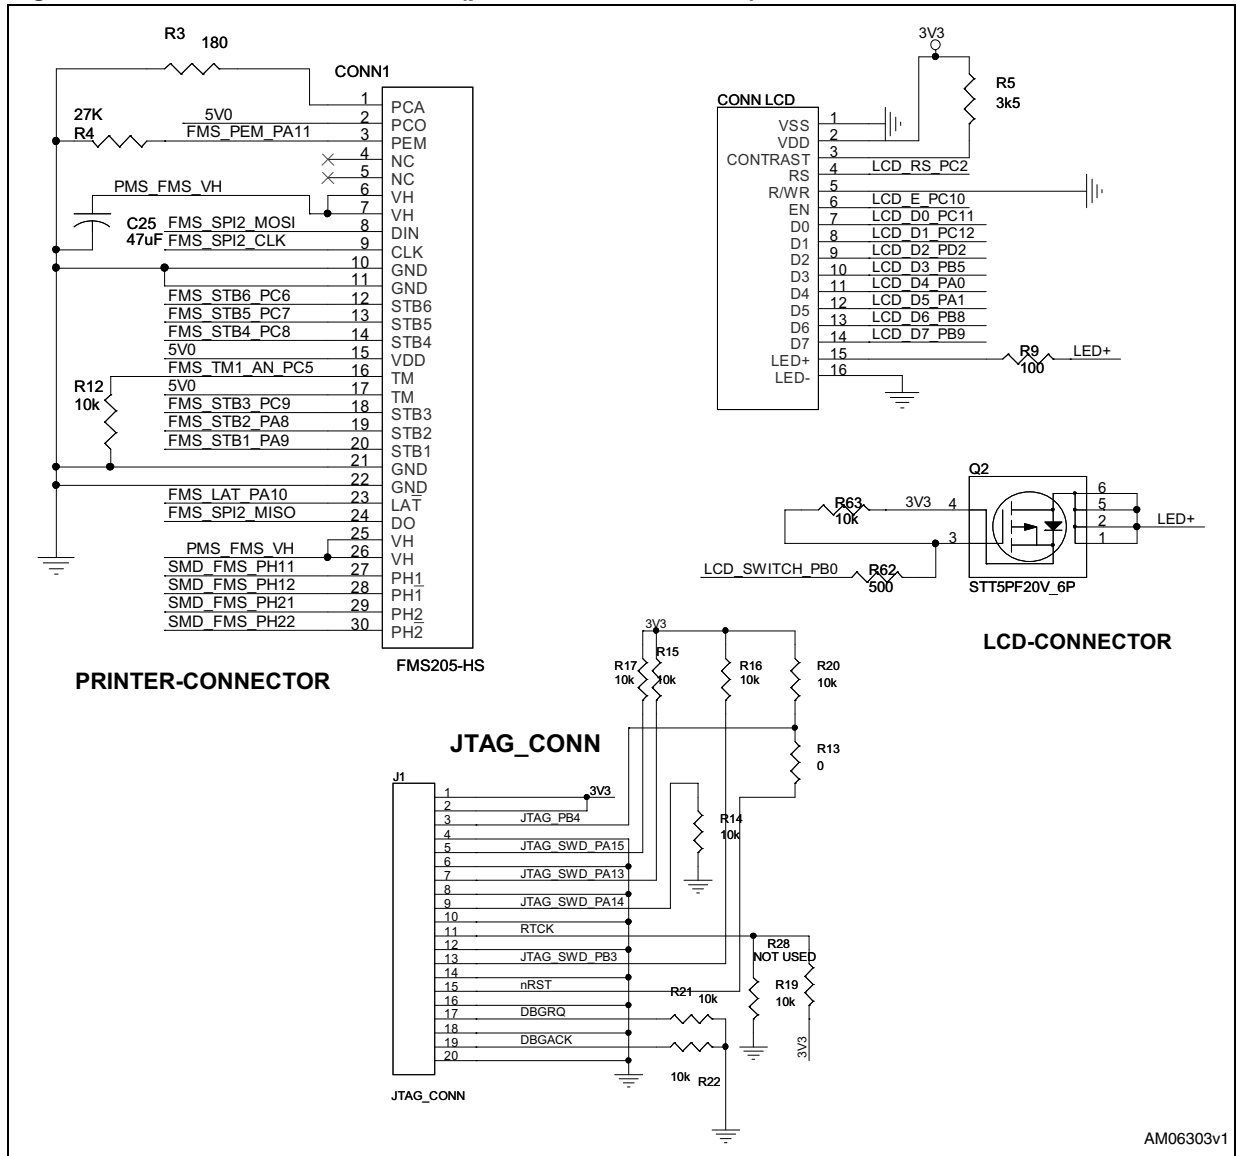 R3
180
CONN1
1 PCA
5V0 2 PCO
27K
R4
FMS_PEM_PA11 3 PEM
4 NC
5 NC
PMS_FMS_VH 6 VH
7 VH
C25
47uF
FMS_SPI2_MOSI 8 DIN
FMS_SPI2_CLK 9 CLK
10 GND
11 GND
FMS_STB6_PC6 12 STB6
FMS_STB5_PC7 13 STB5
FMS_STB4_PC8 14 STB4
5V0 15 VDD
FMS_TM1_AN_PC5 16 TM
R12
10k
5V0 17 TM
FMS_STB3_PC9 18 STB3
FMS_STB2_PA8 19 STB2
FMS_STB1_PA9 20 STB1
21 GND
22 GND
FMS_LAT_PA10 23 LAT
FMS_SPI2_MISO 24 DO
25 VH
PMS_FMS_VH 26 VH
SMD_FMS_PH11 27 PH1
SMD_FMS_PH12 28 PH1
SMD_FMS_PH21 29 PH2
SMD_FMS_PH22 30 PH2
FMS205-HS
PRINTER-CONNECTOR
3V3
R5
3k5
CONN LCD
VSS 1
VDD 2
CONTRAST 3
RS 4 LCD_RS_PC2
R/WR 5
EN 6 LCD_E_PC10
D0 7 LCD_D0_PC11
D1 8 LCD_D1_PC12
D2 9 LCD_D2_PD2
D3 10 LCD_D3_PB5
D4 11 LCD_D4_PA0
D5 12 LCD_D5_PA1
D6 13 LCD_D6_PB8
D7 14 LCD_D7_PB9
LED+ 15 R9 100 LED+
LED- 16
Q2
R63
10k
3V3 4
3
6
5
2
1
LED+
LCD_SWITCH_PB0 R62
500
STT5PF20V_6P
LCD-CONNECTOR
3V3
R17
10k
R15
10k
R16
10k
R20
10k
R13
0
JTAG_CONN
J1
1 3V3
2
3 JTAG_PB4
4
5 JTAG_SWD_PA15
6
7 JTAG_SWD_PA13
8
9 JTAG_SWD_PA14
10
11 RTCK
12
13 JTAG_SWD_PB3
14
15 nRST
16
17 DBGRQ
18
19 DBGACK
20
R14
10k
R28
NOT USED
R19
10k
3V3
R21 10k
10k R22
JTAG_CONN
AM06303v1